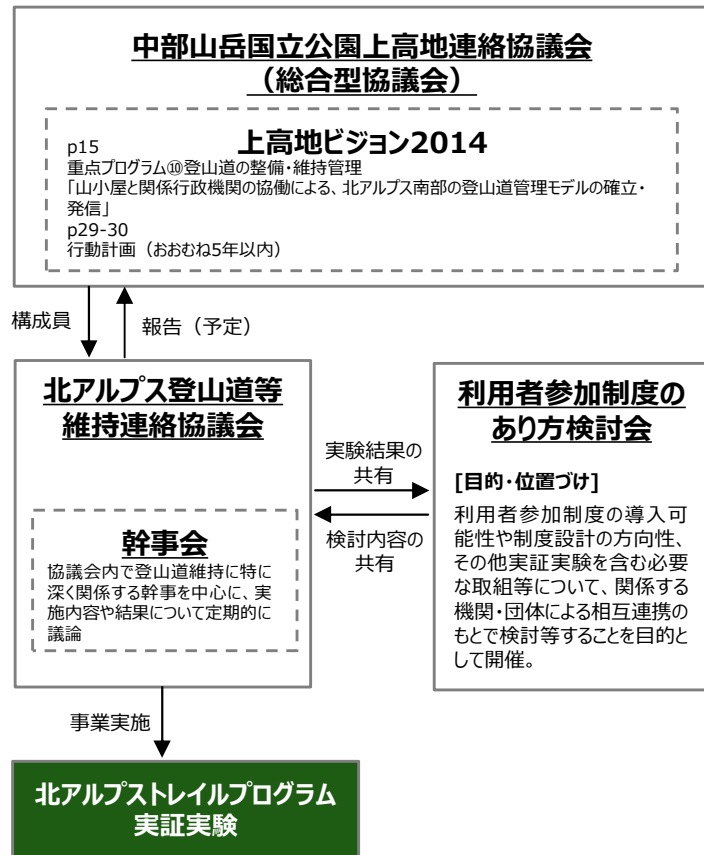 中部山岳国立公園上高地連絡協議会
（総合型協議会）
上高地ビジョン2014
p15
重点プログラム⑩登山道の整備・維持管理
「山小屋と関係行政機関の協働による、北アルプス南部の登山道管理モデルの確立・
発信」
p29-30
行動計画（おおむね5年以内）
構成員
報告（予定）
北アルプス登山道等
維持連絡協議会
幹事会
協議会内で登山道維持に特に
深く関係する幹事を中心に、実
施内容や結果について定期的に
議論
実験結果の
共有
検討内容の
共有
利用者参加制度の
あり方検討会
[目的・位置づけ]
利用者参加制度の導入可
能性や制度設計の方向性、
その他実証実験を含む必要
な取組等について、関係する
機関・団体による相互連携の
もとで検討等することを目的と
して開催。
事業実施
北アルプストレイルプログラム
実証実験